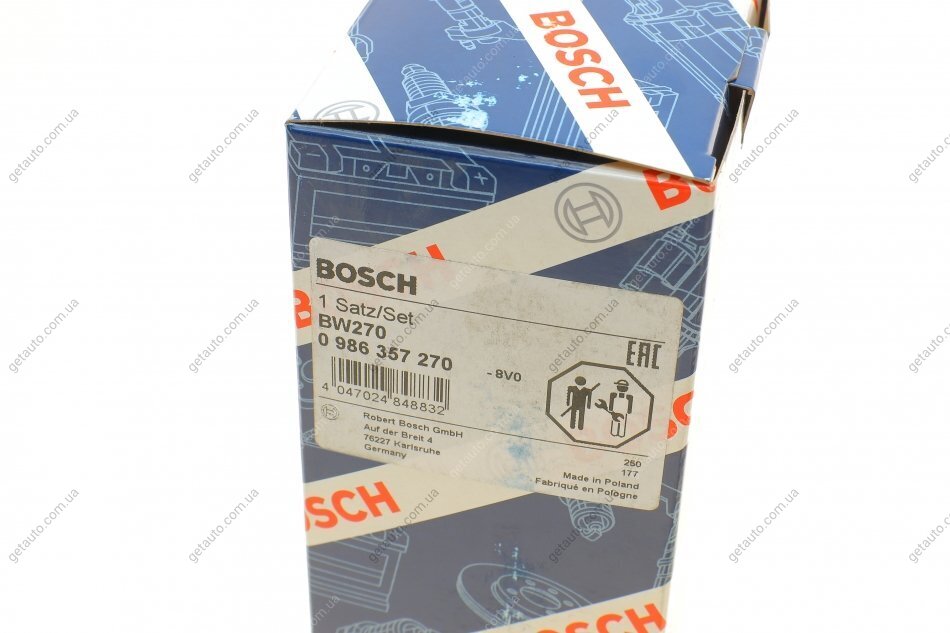 BOSCH
BOSCH
1 Satz/Set
BW270
0 986 357 270
- 8V0
EAC
4 047024 848832
Robert Bosch GmbH
Auf der Breit 4
76227 Karlsruhe
Germany
250
177
Made in Poland
Fabriqué en Pologne
BOSCH
BOSCH
getauto.com.ua